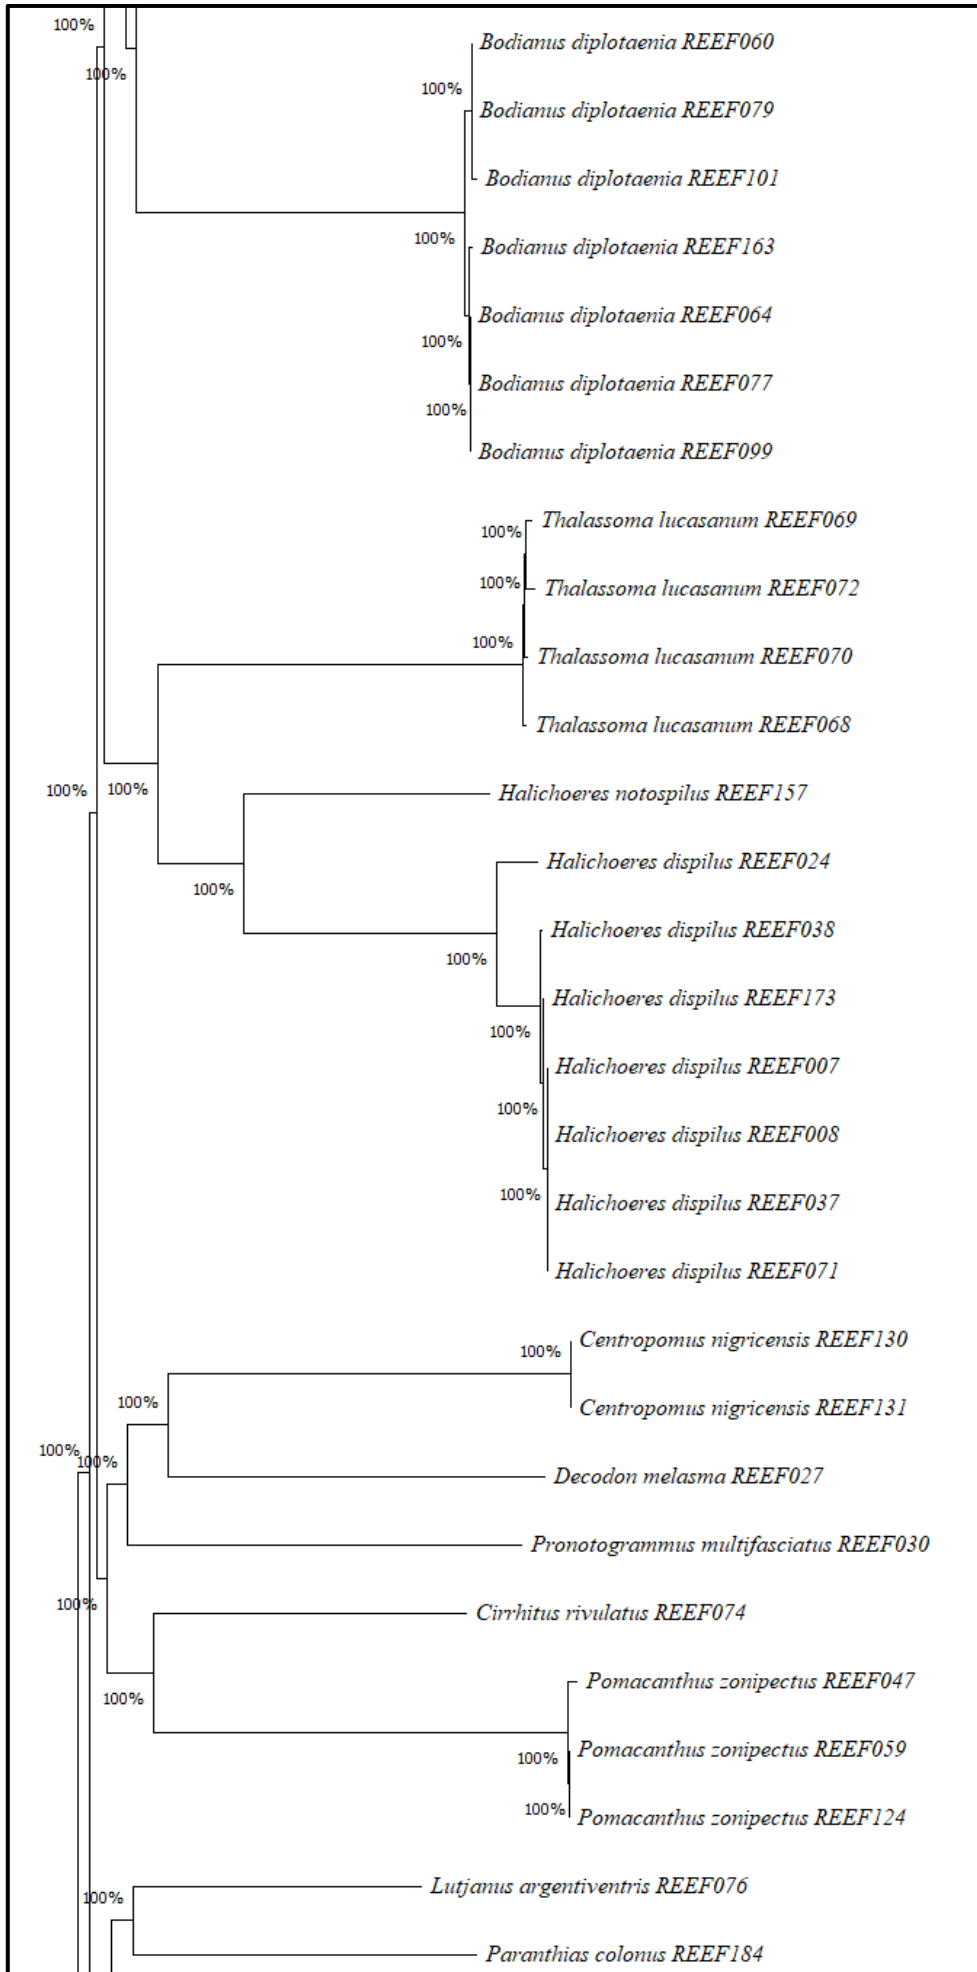 100%
Bodianus diplotaenia REEF060
100%
100%
Bodianus diplotaenia REEF079
Bodianus diplotaenia REEF101
100%
Bodianus diplotaenia REEF163
Bodianus diplotaenia REEF064
100%
Bodianus diplotaenia REEF077
100%
Bodianus diplotaenia REEF099
Thalassoma lucasanum REEF069
100%
100%
Thalassoma lucasanum REEF072
100%
Thalassoma lucasanum REEF070
Thalassoma lucasanum REEF068
100%
100%
Halichoeres notospilus REEF157
Halichoeres dispilus REEF024
100%
Halichoeres dispilus REEF038
100%
Halichoeres dispilus REEF173
100%
Halichoeres dispilus REEF007
100%
Halichoeres dispilus REEF008
100%
Halichoeres dispilus REEF037
Halichoeres dispilus REEF071
Centropomus nigricensis REEF130
100%
100%
Centropomus nigricensis REEF131
100%
100%
Decodon melasma REEF027
Pronotogrammus multifasciatus REEF030
100%
Cirrhitus rivulatus REEF074
Pomacanthus zonipectus REEF047
100%
Pomacanthus zonipectus REEF059
100%
100%
Pomacanthus zonipectus REEF124
Lutjanus argentiventris REEF076
100%
Paranthias colonus REEF184